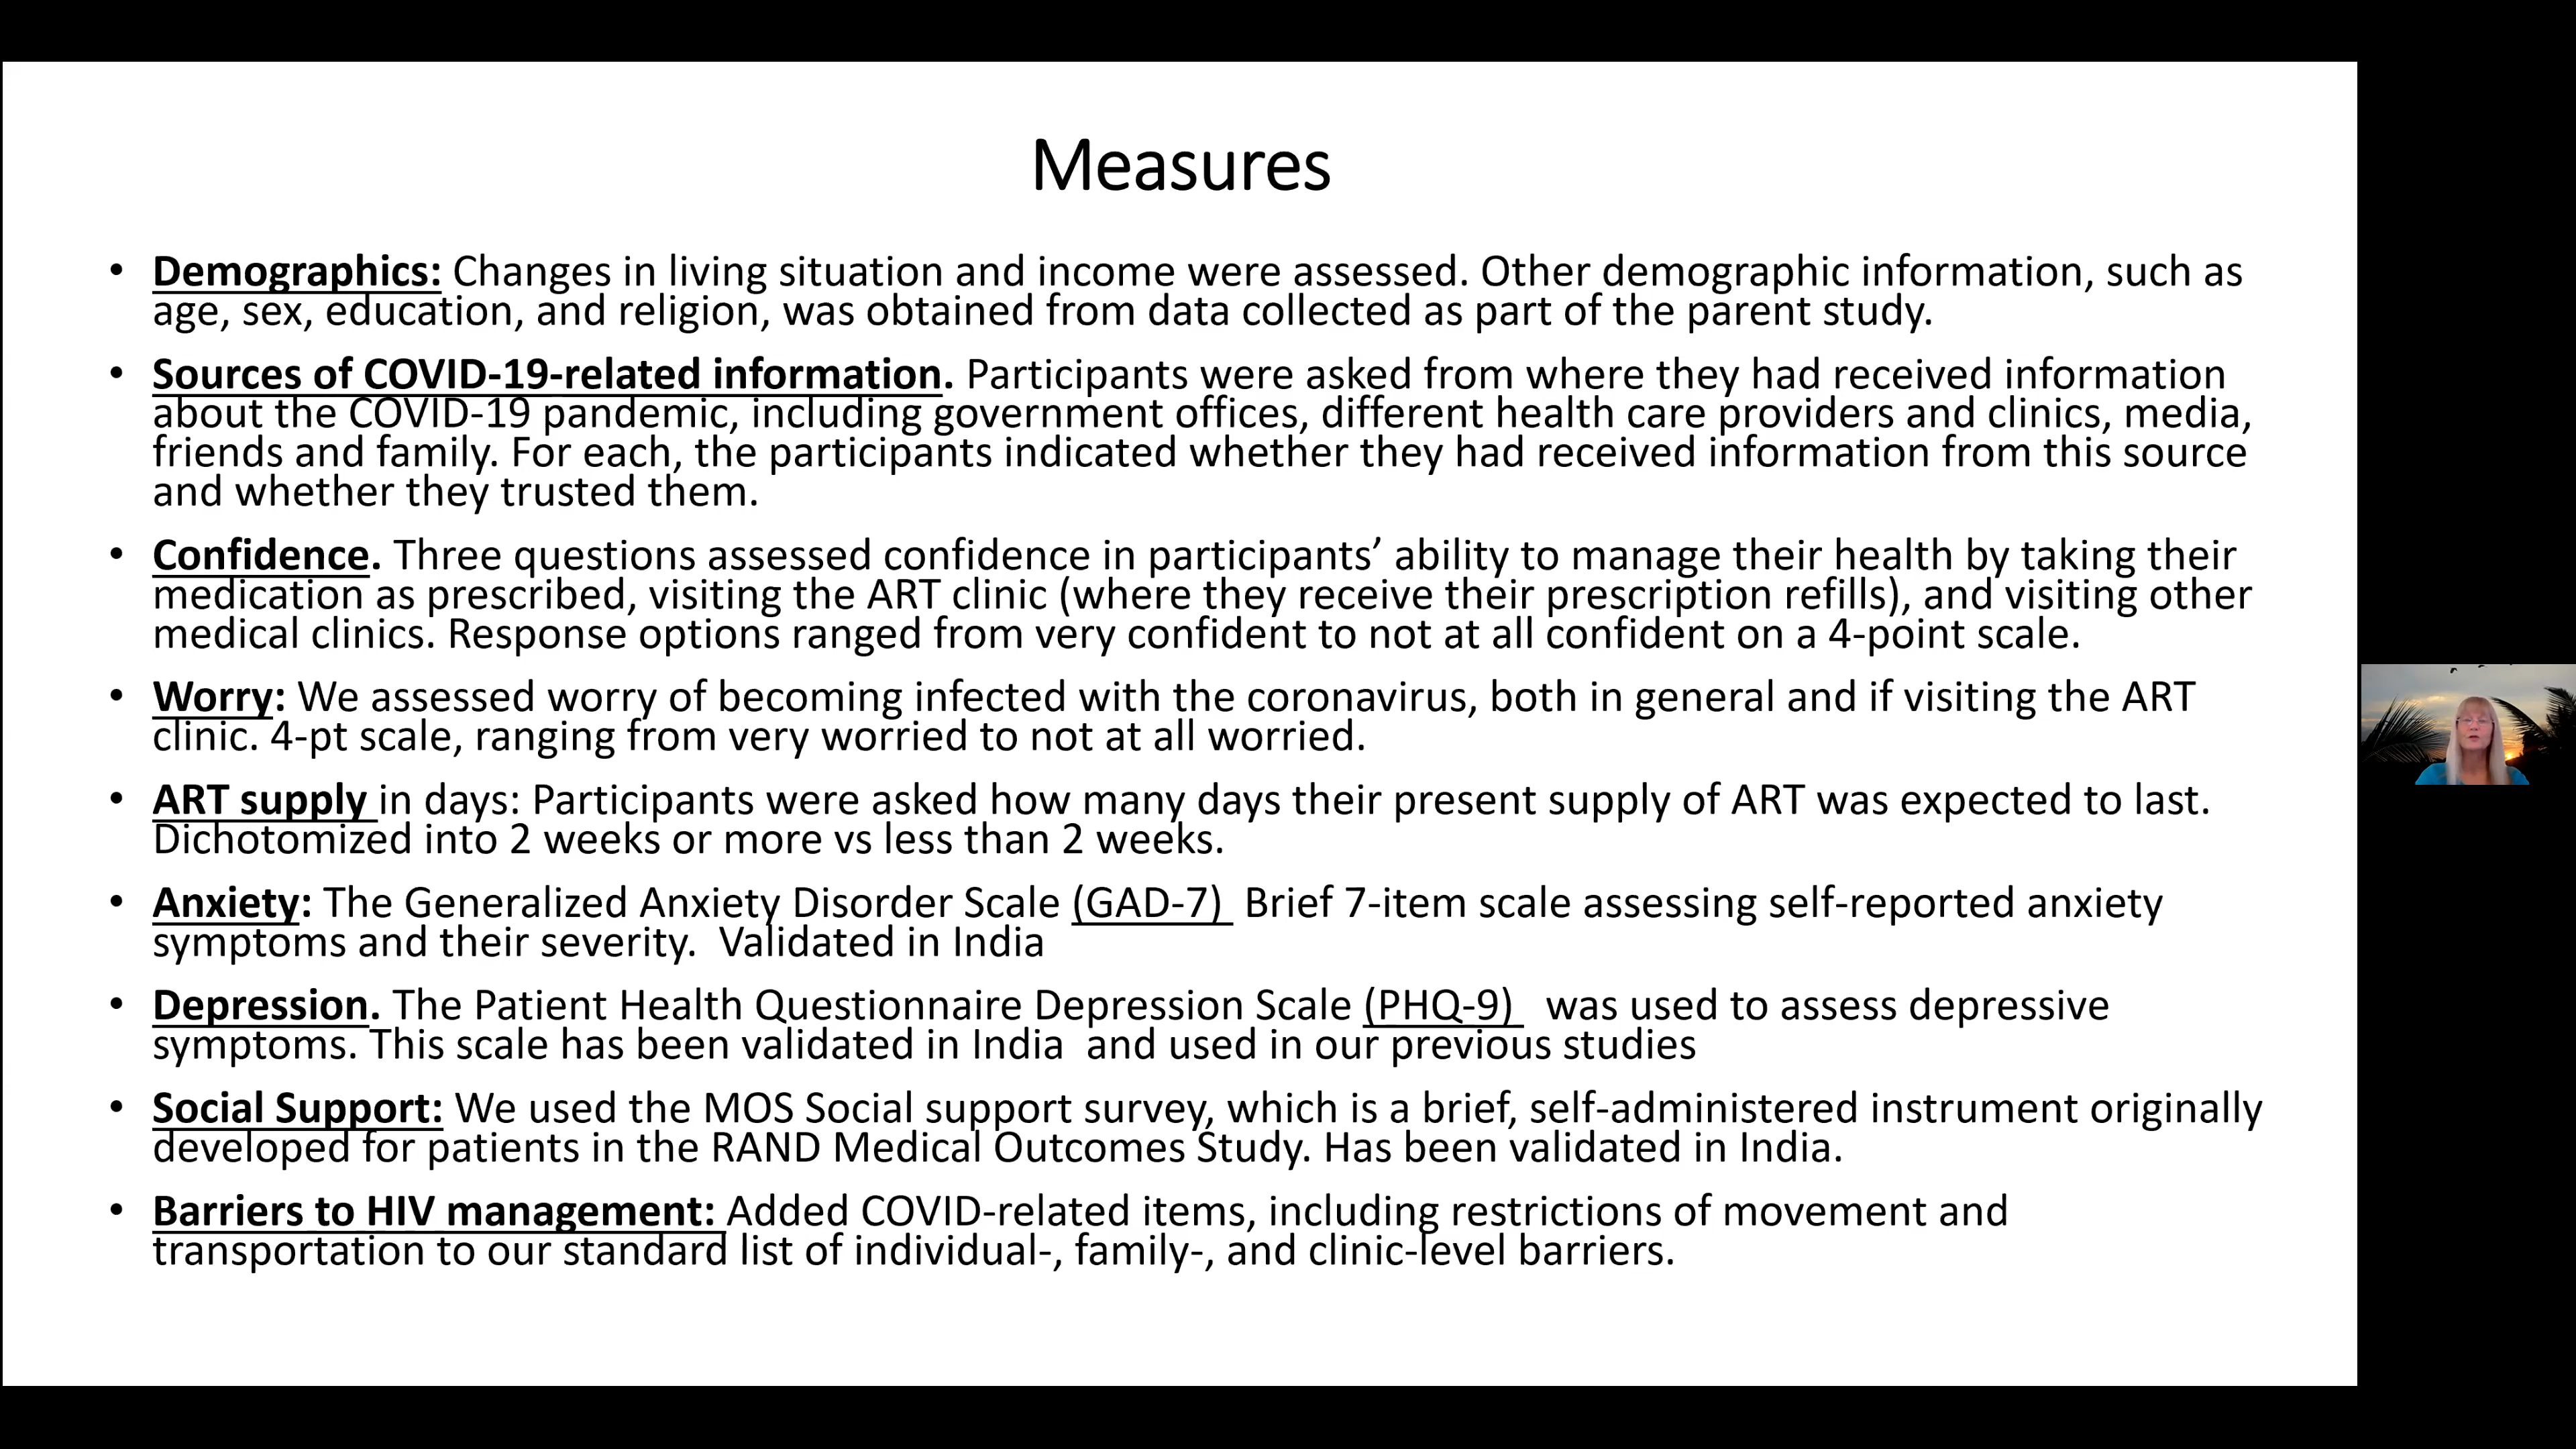 Measures
• Demographics: Changes in living situation and income were assessed. Other demographic information, such as
age, sex, education, and religion, was obtained from data collected as part of the parent study.
• Sources of COVID-19-related information. Participants were asked from where they had received information
about the COVID-19 pandemic, including government offices, different health care providers and clinics, media,
friends and family. For each, the participants indicated whether they had received information from this source
and whether they trusted them.
• Confidence. Three questions assessed confidence in participants’ ability to manage their health by taking their
medication as prescribed, visiting the ART clinic (where they receive their prescription refills), and visiting other
medical clinics. Response options ranged from very confident to not at all confident on a 4-point scale.
• Worry: We assessed worry of becoming infected with the coronavirus, both in general and if visiting the ART
clinic. 4-pt scale, ranging from very worried to not at all worried.
• ART supply in days: Participants were asked how many days their present supply of ART was expected to last.
Dichotomized into 2 weeks or more vs less than 2 weeks.
• Anxiety: The Generalized Anxiety Disorder Scale (GAD-7) Brief 7-item scale assessing self-reported anxiety
symptoms and their severity. Validated in India
• Depression. The Patient Health Questionnaire Depression Scale (PHQ-9) was used to assess depressive
symptoms. This scale has been validated in India and used in our previous studies
• Social Support: We used the MOS Social support survey, which is a brief, self-administered instrument originally
developed for patients in the RAND Medical Outcomes Study. Has been validated in India.
• Barriers to HIV management: Added COVID-related items, including restrictions of movement and
transportation to our standard list of individual-, family-, and clinic-level barriers.